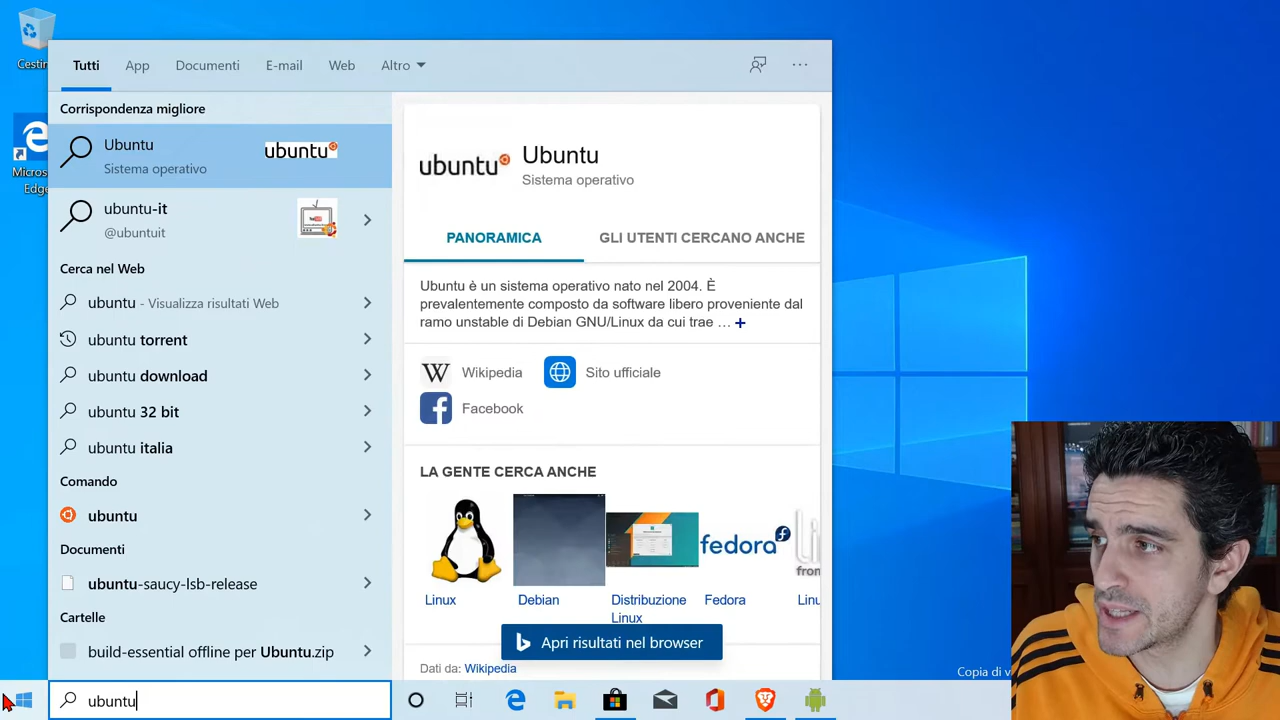 Cestin
Micros
Edge
Tutti
App
Documenti
E-mail
Web
Altro
Corrispondenza migliore
Ubuntu
Sistema operativo
ubuntu
ubuntu-it
@ubuntuit
Cerca nel Web
ubuntu - Visualizza risultati Web
ubuntu torrent
ubuntu download
ubuntu 32 bit
ubuntu italia
Comando
ubuntu
Documenti
ubuntu-saucy-lsb-release
Cartelle
build-essential offline per Ubuntu.zip
ubuntu
ubuntu
Ubuntu
Sistema operativo
PANORAMICA
GLI UTENTI CERCANO ANCHE
Ubuntu è un sistema operativo nato nel 2004. È
prevalentemente composto da software libero proveniente dal
ramo unstable di Debian GNU/Linux da cui trae … +
W Wikipedia
Sito ufficiale
f Facebook
LA GENTE CERCA ANCHE
fedora
Li
from
Linux
Debian
Distribuzione
Linux
Fedora
Linu
Apri risultati nel browser
Dati da: Wikipedia
Copia di v